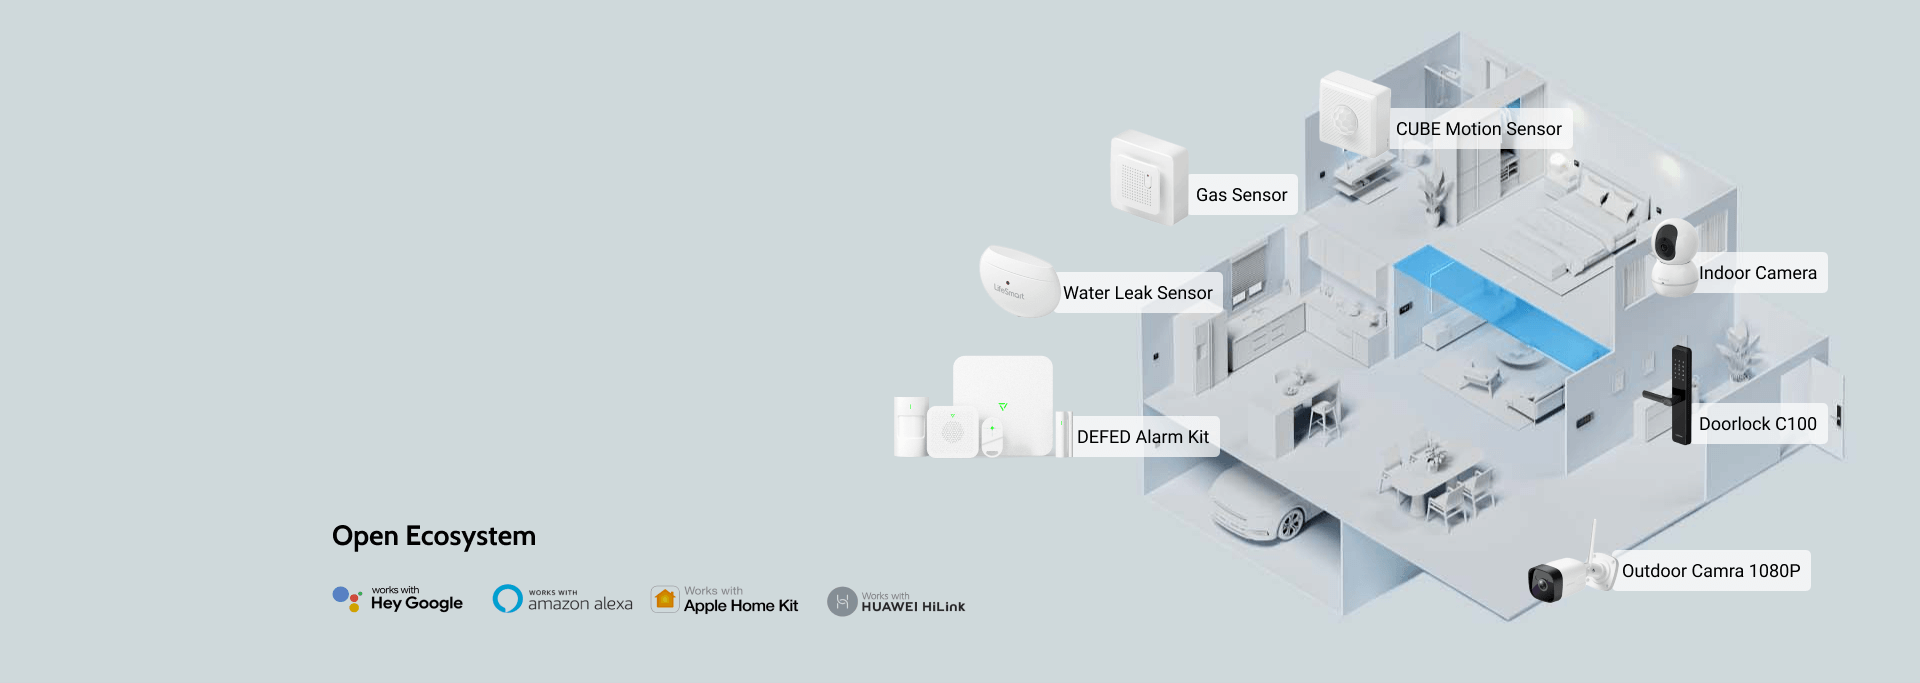 CUBE Motion Sensor
Gas Sensor
Indoor Camera
Water Leak Sensor
LifeSmart
Doorlock C100
DEFED Alarm Kit
Open Ecosystem
Outdoor Camra 1080P
works with
Hey Google
WORKS WITH
amazon alexa
Works with
Apple Home Kit
Works with
HUAWEI HiLink